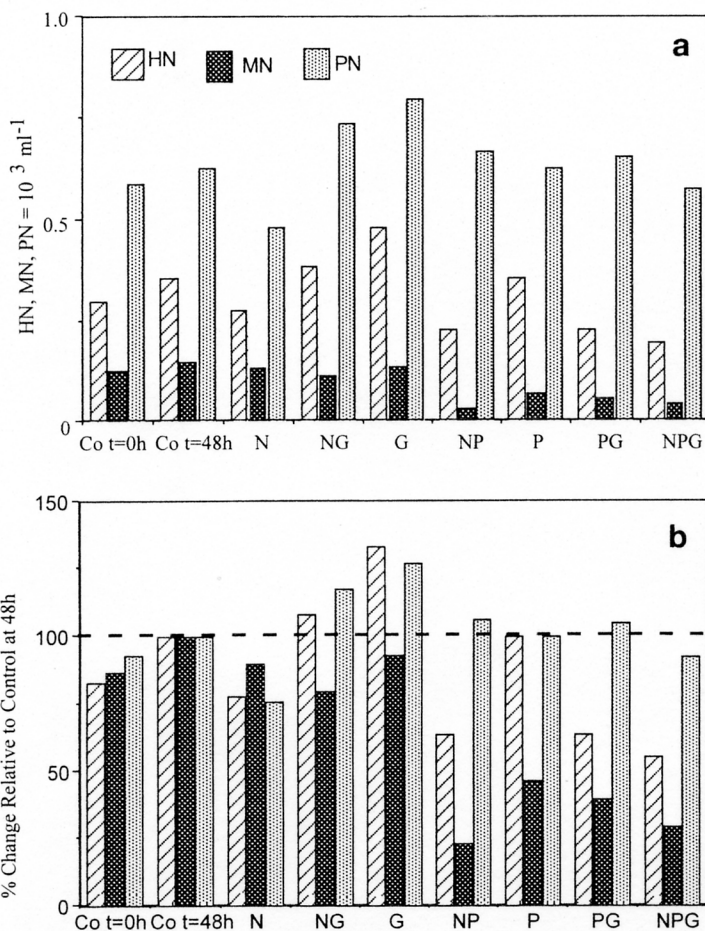 1.0
a
HN MN PN
0.5
0
HN, MN, PN = 10³ ml⁻¹
Co t=0h Co t=48h N NG G NP P PG NPG
150
b
100
50
0
% Change Relative to Control at 48h
Co t=0h Co t=48h N NG G NP P PG NPG